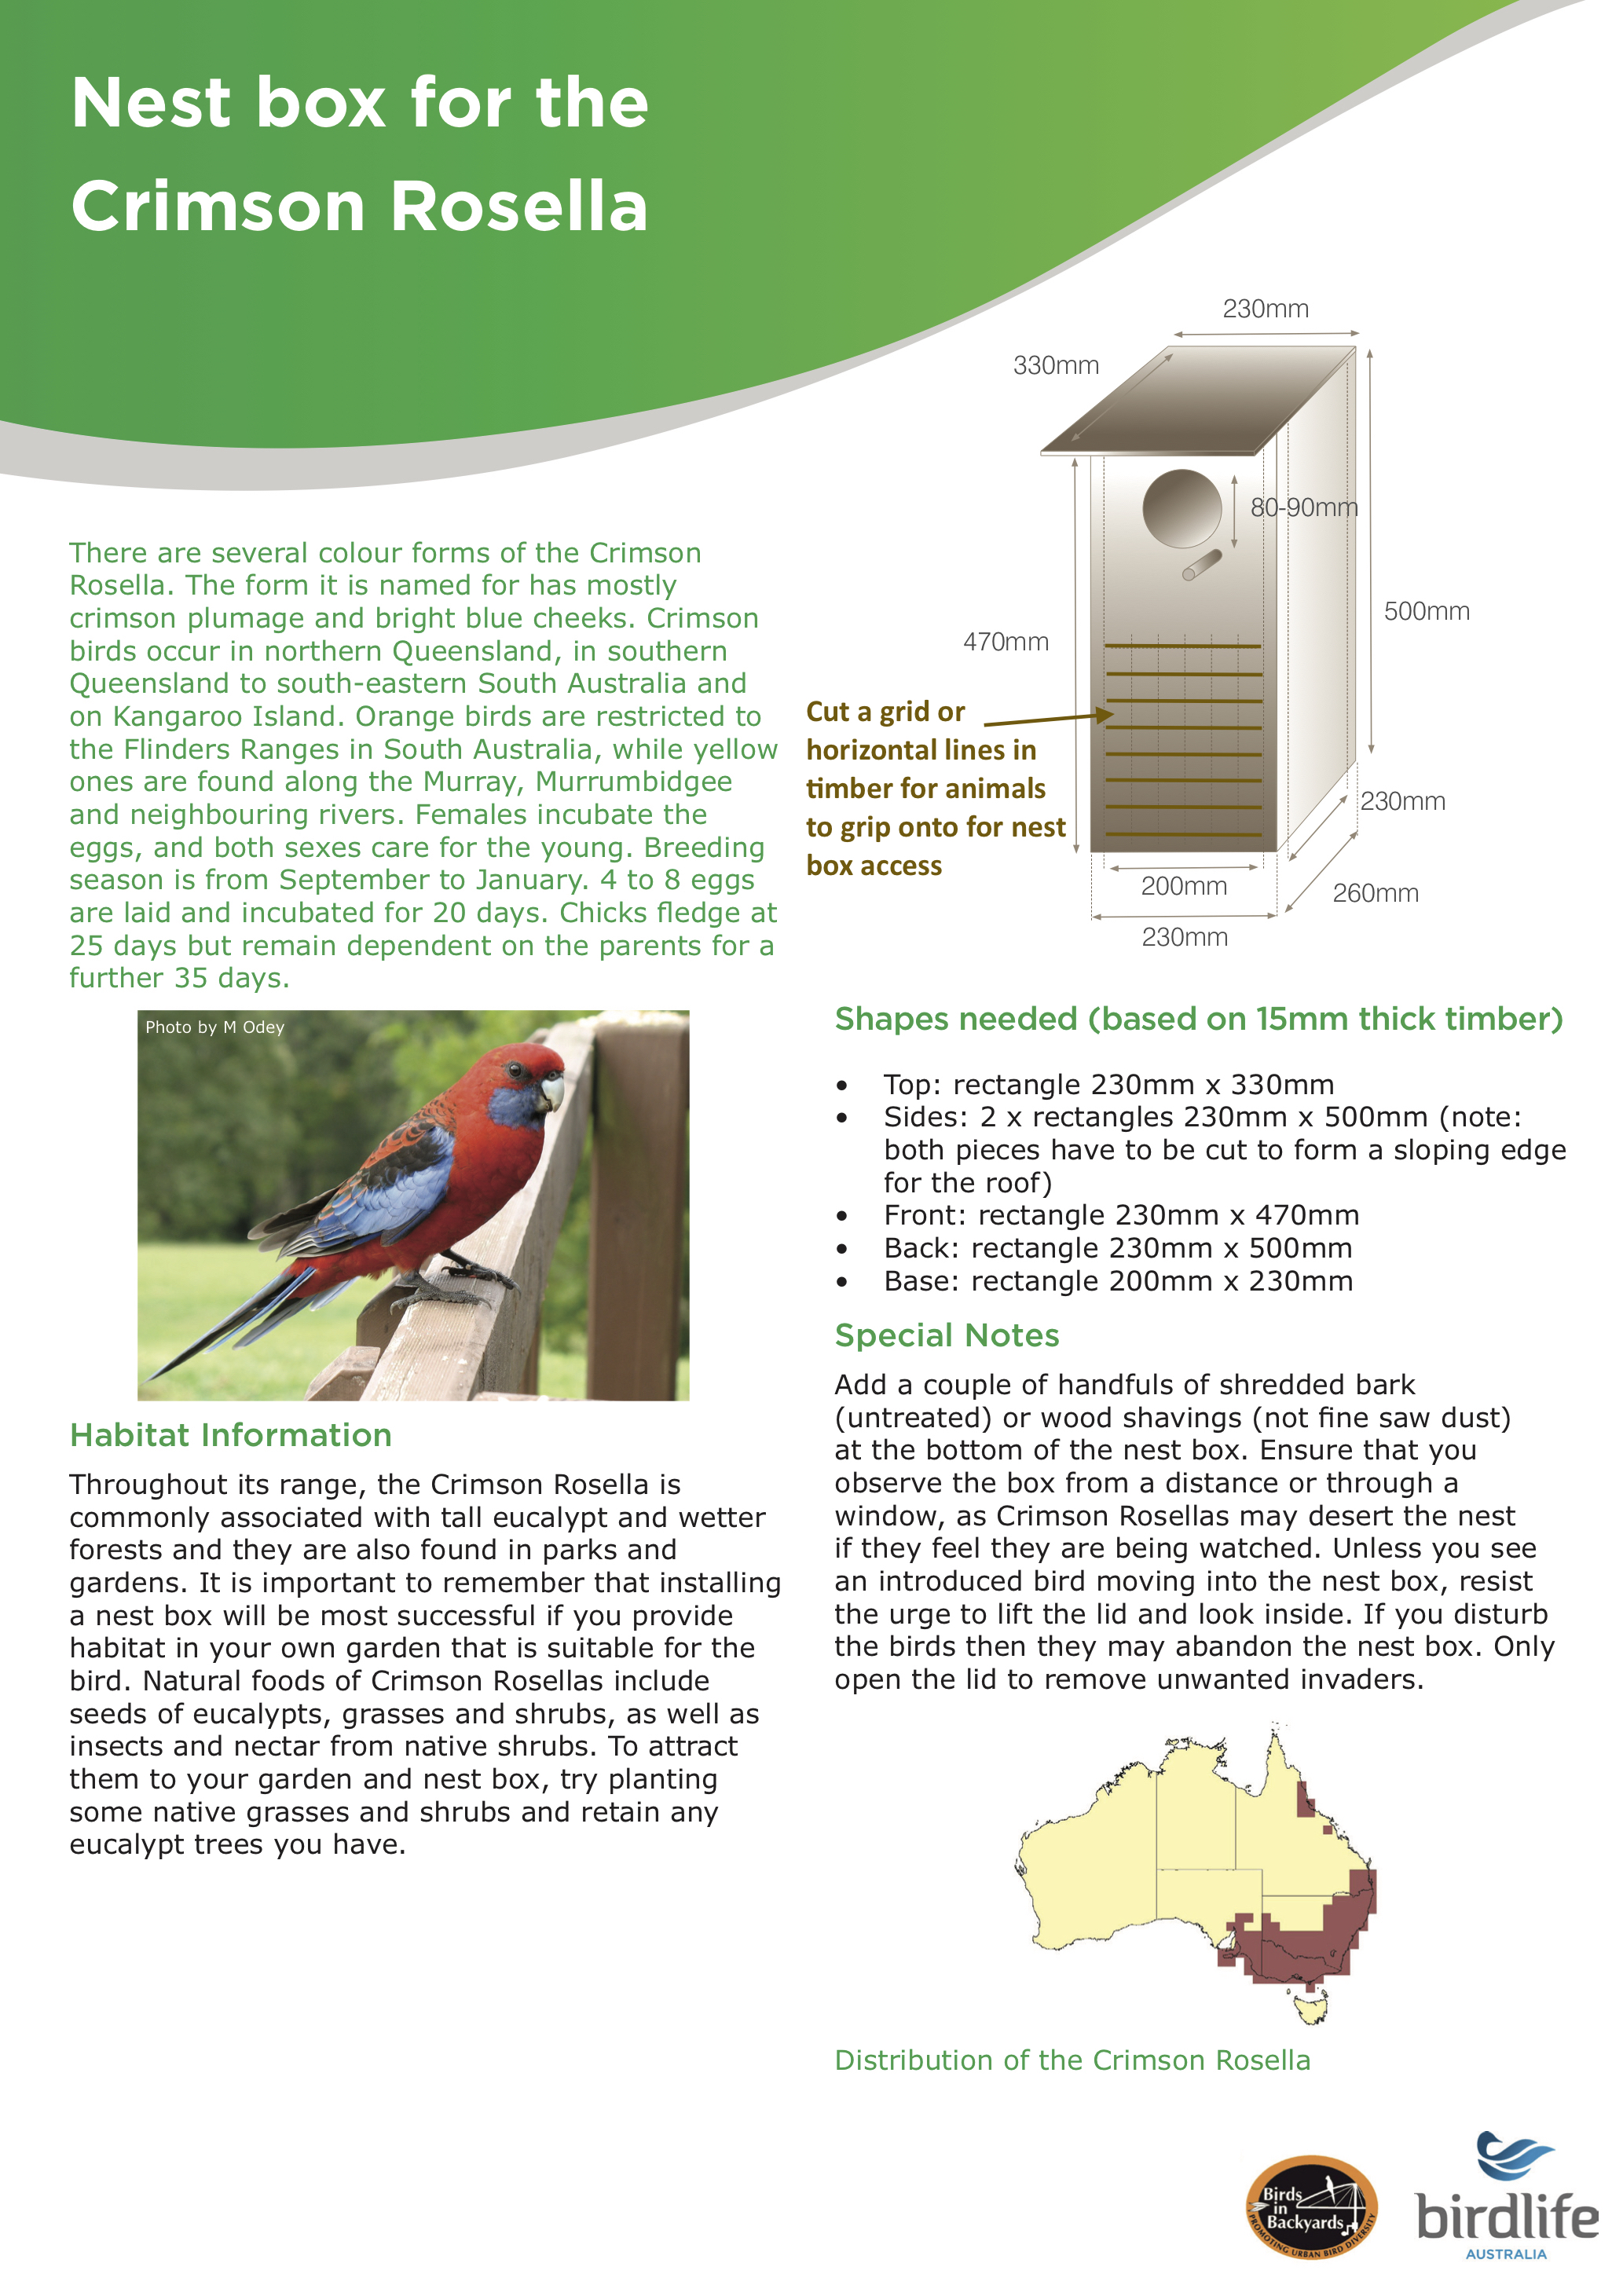 Nest box for the
Crimson Rosella
There are several colour forms of the Crimson
Rosella. The form it is named for has mostly
crimson plumage and bright blue cheeks. Crimson
birds occur in northern Queensland, in southern
Queensland to south-eastern South Australia and
on Kangaroo Island. Orange birds are restricted to
the Flinders Ranges in South Australia, while yellow
ones are found along the Murray, Murrumbidgee
and neighbouring rivers. Females incubate the
eggs, and both sexes care for the young. Breeding
season is from September to January. 4 to 8 eggs
are laid and incubated for 20 days. Chicks fledge at
25 days but remain dependent on the parents for a
further 35 days.
Photo by M Odey
Habitat Information
Throughout its range, the Crimson Rosella is
commonly associated with tall eucalypt and wetter
forests and they are also found in parks and
gardens. It is important to remember that installing
a nest box will be most successful if you provide
habitat in your own garden that is suitable for the
bird. Natural foods of Crimson Rosellas include
seeds of eucalypts, grasses and shrubs, as well as
insects and nectar from native shrubs. To attract
them to your garden and nest box, try planting
some native grasses and shrubs and retain any
eucalypt trees you have.
230mm
330mm
80-90mm
500mm
470mm
Cut a grid or
horizontal lines in
timber for animals
to grip onto for nest
box access
230mm
200mm
260mm
230mm
Shapes needed (based on 15mm thick timber)
• Top: rectangle 230mm x 330mm
• Sides: 2 x rectangles 230mm x 500mm (note:
both pieces have to be cut to form a sloping edge
for the roof)
• Front: rectangle 230mm x 470mm
• Back: rectangle 230mm x 500mm
• Base: rectangle 200mm x 230mm
Special Notes
Add a couple of handfuls of shredded bark
(untreated) or wood shavings (not fine saw dust)
at the bottom of the nest box. Ensure that you
observe the box from a distance or through a
window, as Crimson Rosellas may desert the nest
if they feel they are being watched. Unless you see
an introduced bird moving into the nest box, resist
the urge to lift the lid and look inside. If you disturb
the birds then they may abandon the nest box. Only
open the lid to remove unwanted invaders.
Distribution of the Crimson Rosella
Birds
in
Backyards
PROMOTING URBAN BIRD DIVERSITY
birdlife
AUSTRALIA